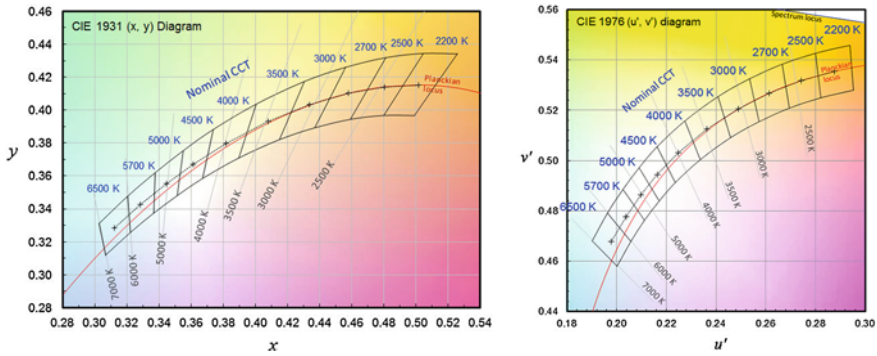 CIE 1931 (x, y) Diagram
0.46
0.44
0.42
0.40
0.38
0.36
0.34
0.32
0.30
0.28
y
Nominal CCT
2200 K
2500 K
2700 K
3000 K
3500 K
4000 K
4500 K
5000 K
5700 K
6500 K
Planckian
locus
7000 K
6000 K
5000 K
4000 K
3500 K
3000 K
2500 K
0.28 0.30 0.32 0.34 0.36 0.38 0.40 0.42 0.44 0.46 0.48 0.50 0.52 0.54
x
CIE 1976 (u', v') diagram
Spectrum locus
0.56
0.54
0.52
0.50
0.48
0.46
0.44
v'
Nominal CCT
2200 K
2500 K
2700 K
3000 K
3500 K
4000 K
4500 K
5000 K
5700 K
6500 K
Planckian
locus
2500 K
3000 K
3500 K
4000 K
5000 K
6000 K
7000 K
0.18 0.20 0.22 0.24 0.26 0.28 0.30
u'